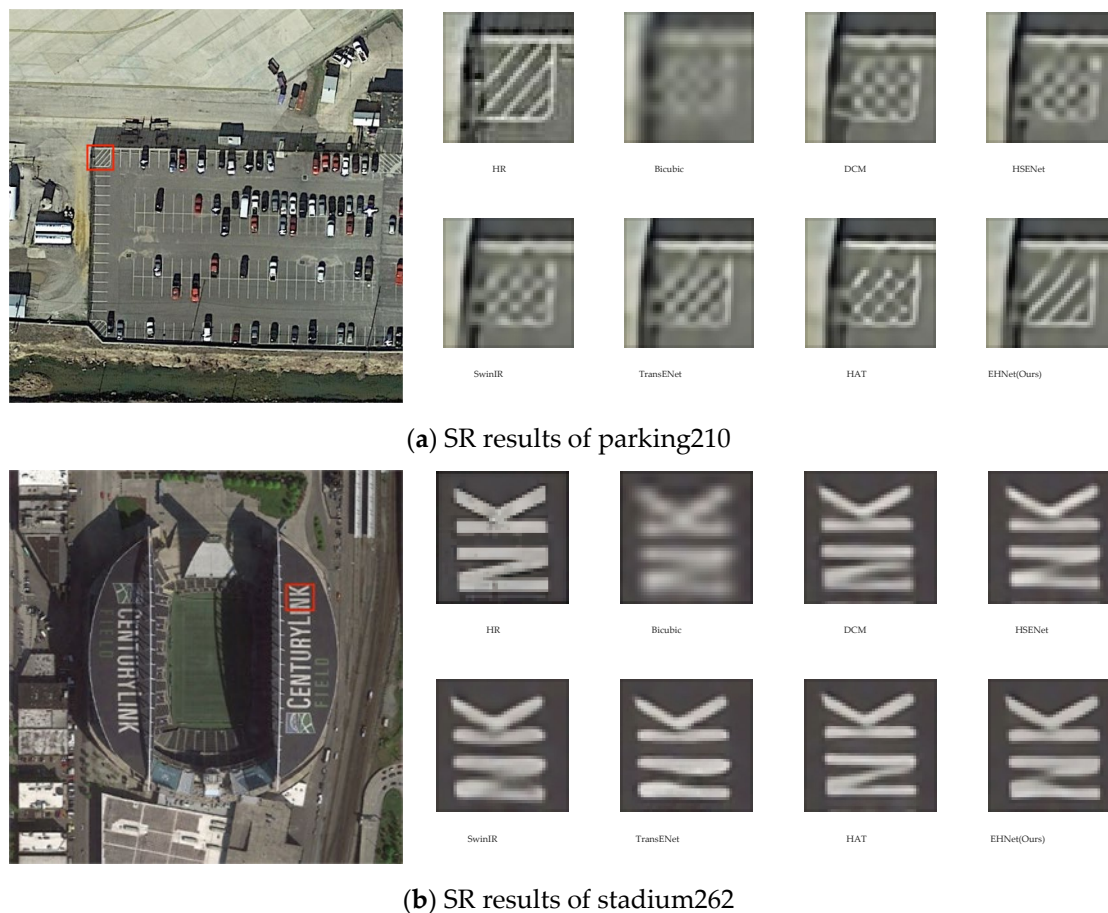 HR Bicubic DCM HSENet
SwinIR TransENet HAT EHNet(Ours)
(a) SR results of parking210
CENTURYLINK
FIELD
CENTURYLINK
FIELD
NK
HR Bicubic DCM HSENet
SwinIR TransENet HAT EHNet(Ours)
(b) SR results of stadium262